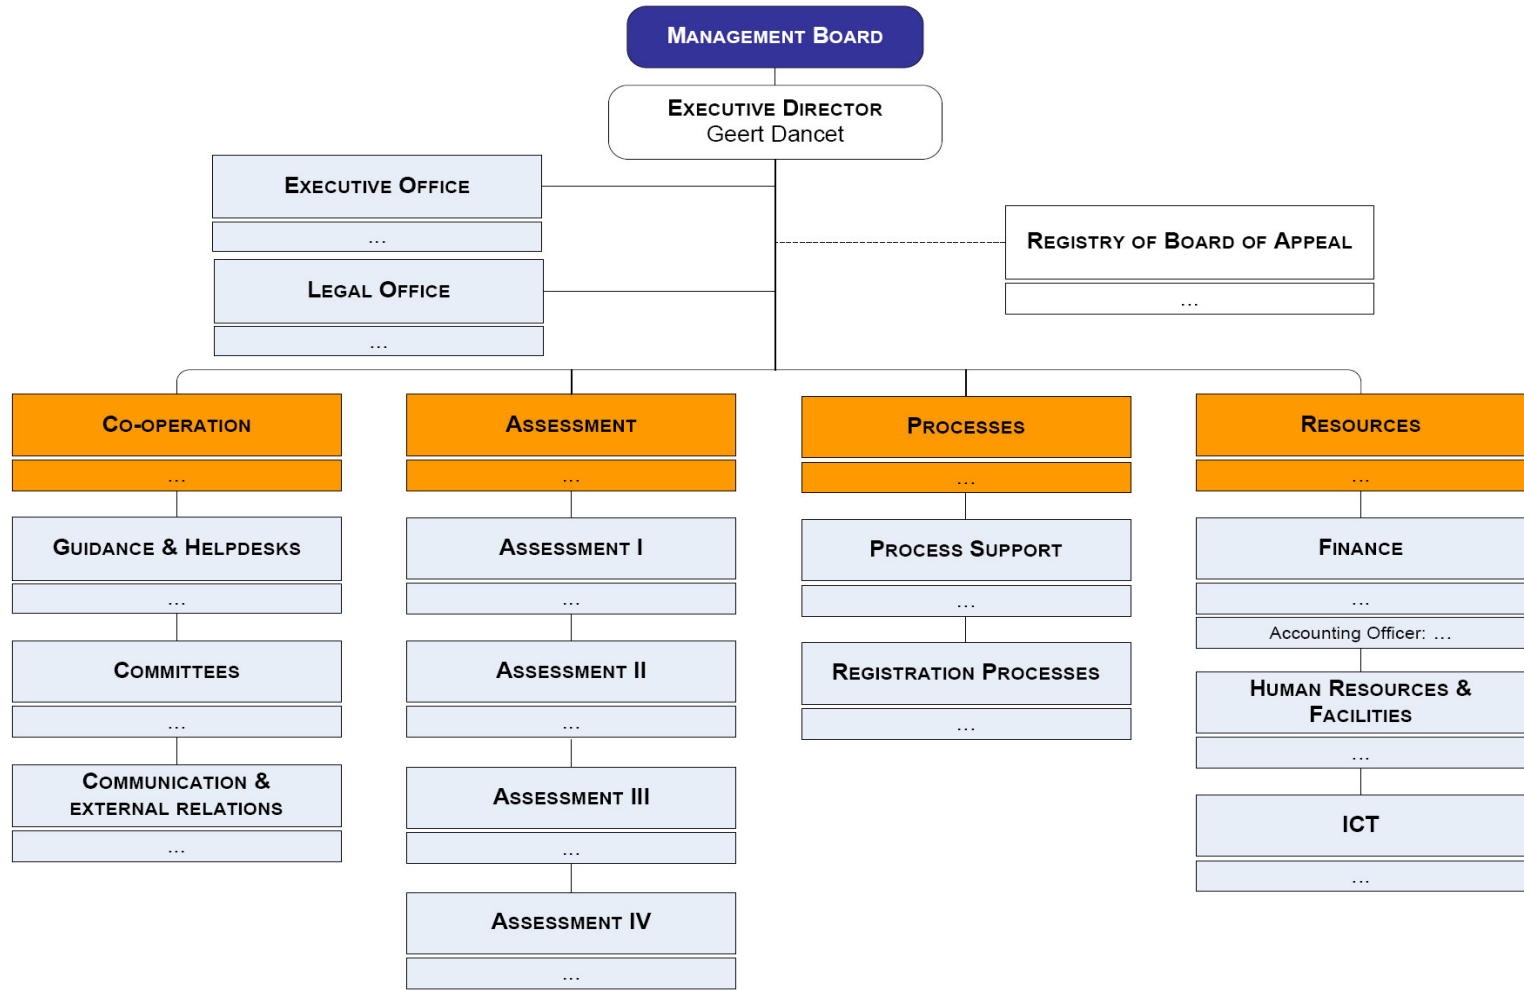 MANAGEMENT BOARD
EXECUTIVE DIRECTOR
Geert Dancet
EXECUTIVE OFFICE
...
LEGAL OFFICE
...
REGISTRY OF BOARD OF APPEAL
...
CO-OPERATION
...
GUIDANCE & HELPDESKS
...
COMMITTEES
...
COMMUNICATION &
EXTERNAL RELATIONS
...
ASSESSMENT
...
ASSESSMENT I
...
ASSESSMENT II
...
ASSESSMENT III
...
ASSESSMENT IV
...
PROCESSES
...
PROCESS SUPPORT
...
REGISTRATION PROCESSES
...
RESOURCES
...
FINANCE
...
Accounting Officer: ...
HUMAN RESOURCES &
FACILITIES
...
ICT
...